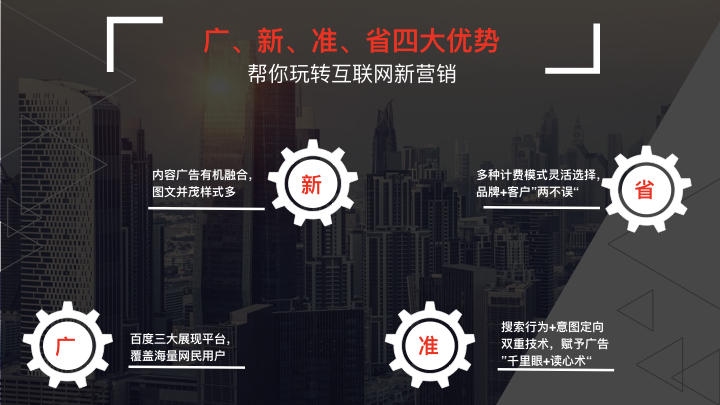 广、新、准、省四大优势
帮你玩转互联网新营销
内容广告有机融合，
图文并茂样式多
新
多种计费模式灵活选择，
品牌+客户”两不误“
省
广
百度三大展现平台，
覆盖海量网民用户
准
搜索行为+意图定向
双重技术，赋予广告
”千里眼+读心术“